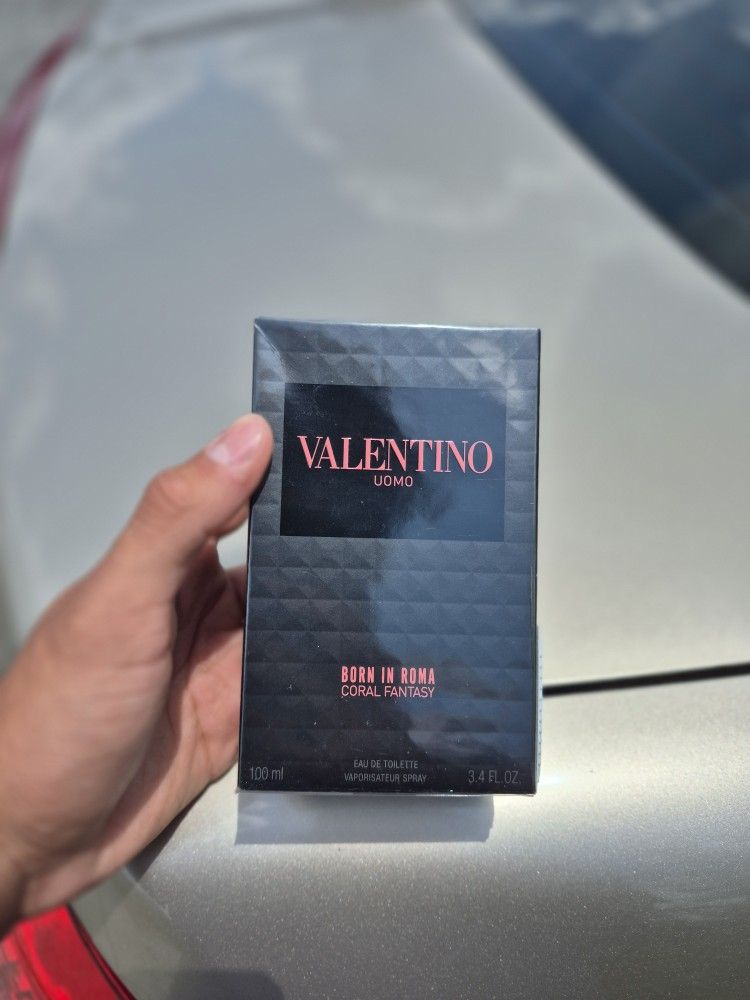 VALENTINO
UOMO
BORN IN ROMA
CORAL FANTASY
EAU DE TOILETTE
100 ml VAPORISATEUR SPRAY 3.4 FL.OZ.